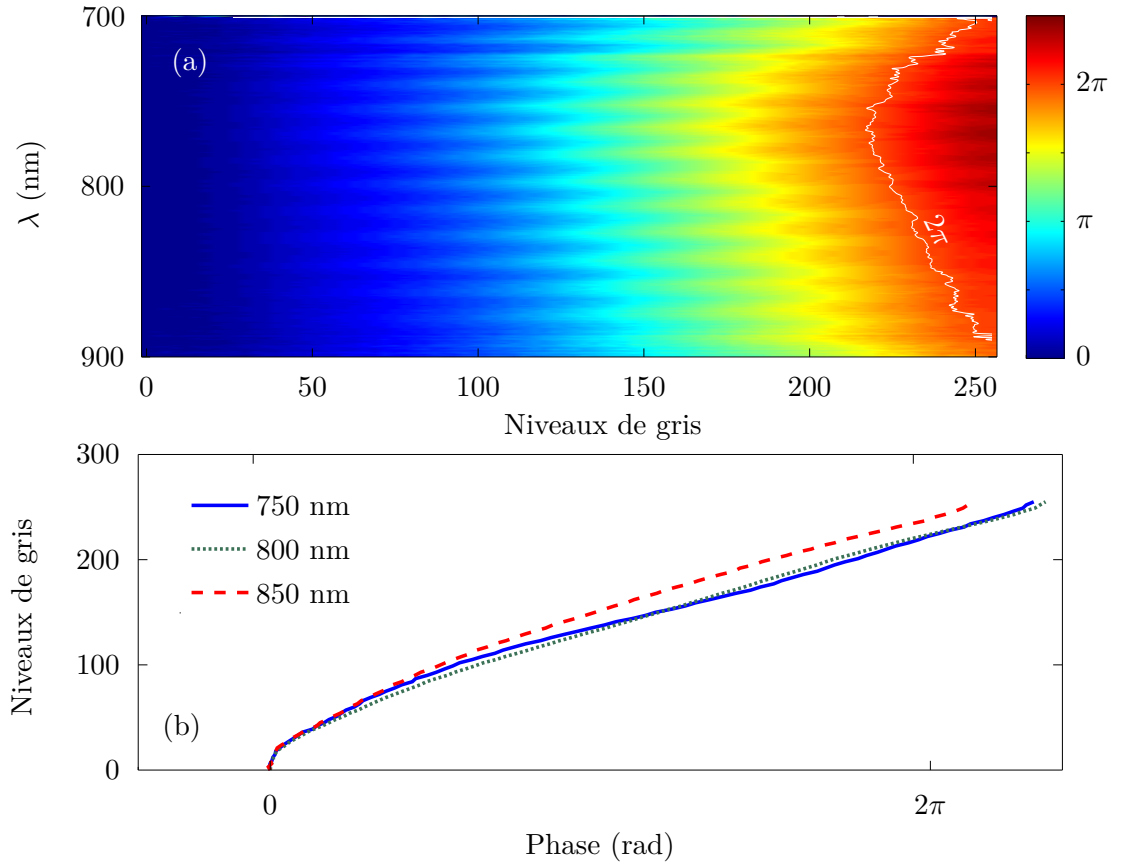 700
(a)
2π
800
λ (nm)
π
2π
900
0
0
50
100
150
200
250
Niveaux de gris
300
750 nm
200
800 nm
850 nm
100
Niveaux de gris
(b)
0
0
2π
Phase (rad)